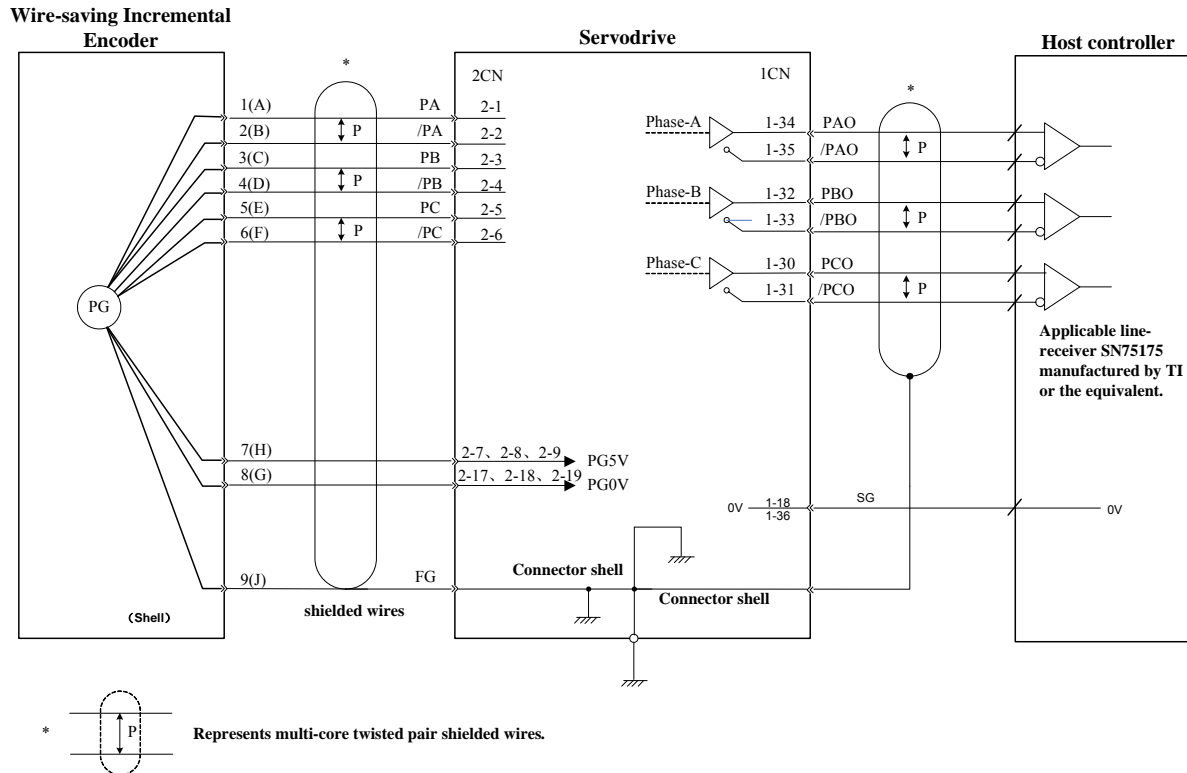 Wire-saving Incremental
Encoder
Servodrive
Host controller
*
2CN
1CN
*
1(A)
PA
2-1
P
2(B)
/PA
2-2
3(C)
PB
2-3
P
4(D)
/PB
2-4
5(E)
PC
2-5
P
6(F)
/PC
2-6
Phase-A
1-34
PAO
P
1-35
/PAO
Phase-B
1-32
PBO
P
1-33
/PBO
Phase-C
1-30
PCO
P
1-31
/PCO
PG
Applicable line-
receiver SN75175
manufactured by TI
or the equivalent.
7(H)
2-7、2-8、2-9
PG5V
8(G)
2-17、2-18、2-19
PG0V
0V
1-18
1-36
SG
0V
9(J)
FG
Connector shell
Connector shell
shielded wires
(Shell)
*
P
Represents multi-core twisted pair shielded wires.